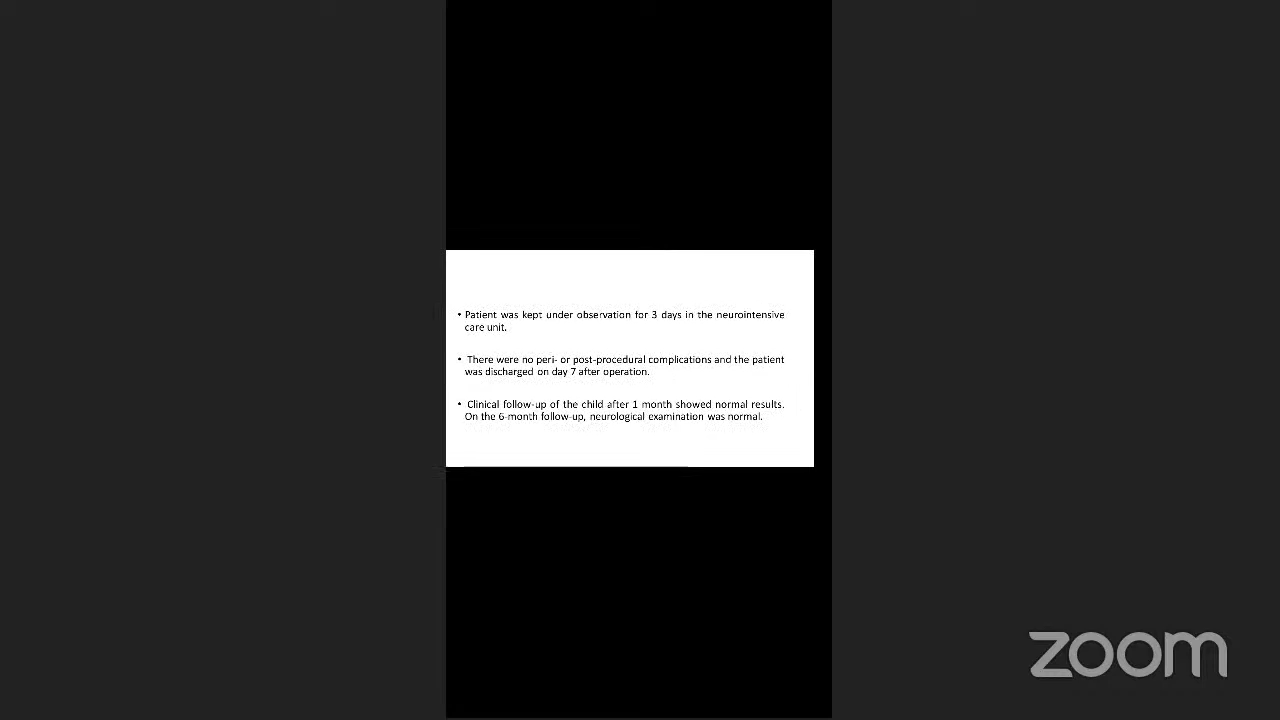 • Patient was kept under observation for 3 days in the neurointensive
care unit.
• There were no peri- or post-procedural complications and the patient
was discharged on day 7 after operation.
• Clinical follow-up of the child after 1 month showed normal results.
On the 6-month follow-up, neurological examination was normal.
zoom